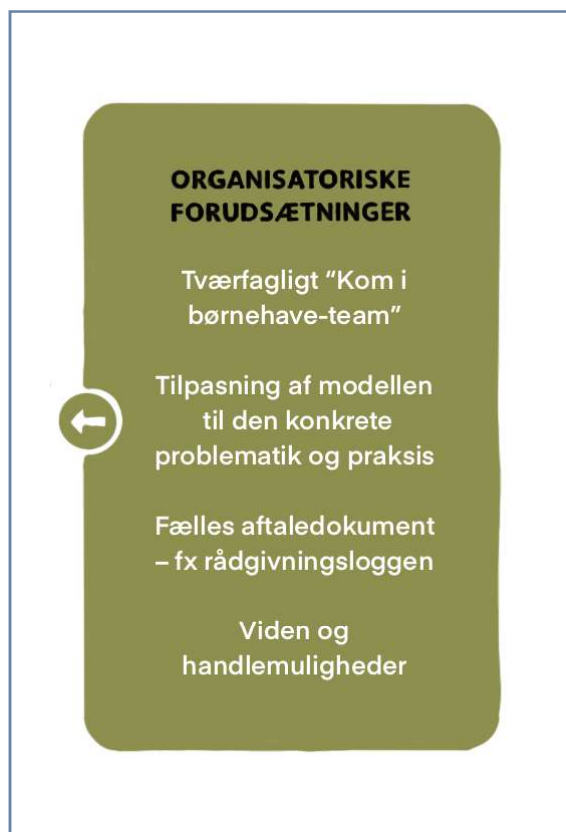 ORGANISATORISKE
FORUDSÆTNINGER
Tværfagligt “Kom i
børnehave-team”
Tilpasning af modellen
til den konkrete
problematik og praksis
Fælles aftaledokument
– fx rådgivningsloggen
Viden og
handlemuligheder